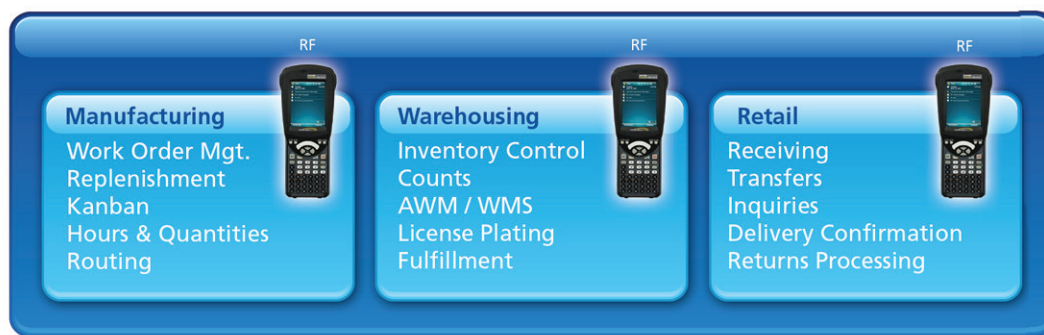 RF
RF
RF
Manufacturing
Work Order Mgt.
Replenishment
Kanban
Hours & Quantities
Routing
Warehousing
Inventory Control
Counts
AWM / WMS
License Plating
Fulfillment
Retail
Receiving
Transfers
Inquiries
Delivery Confirmation
Returns Processing